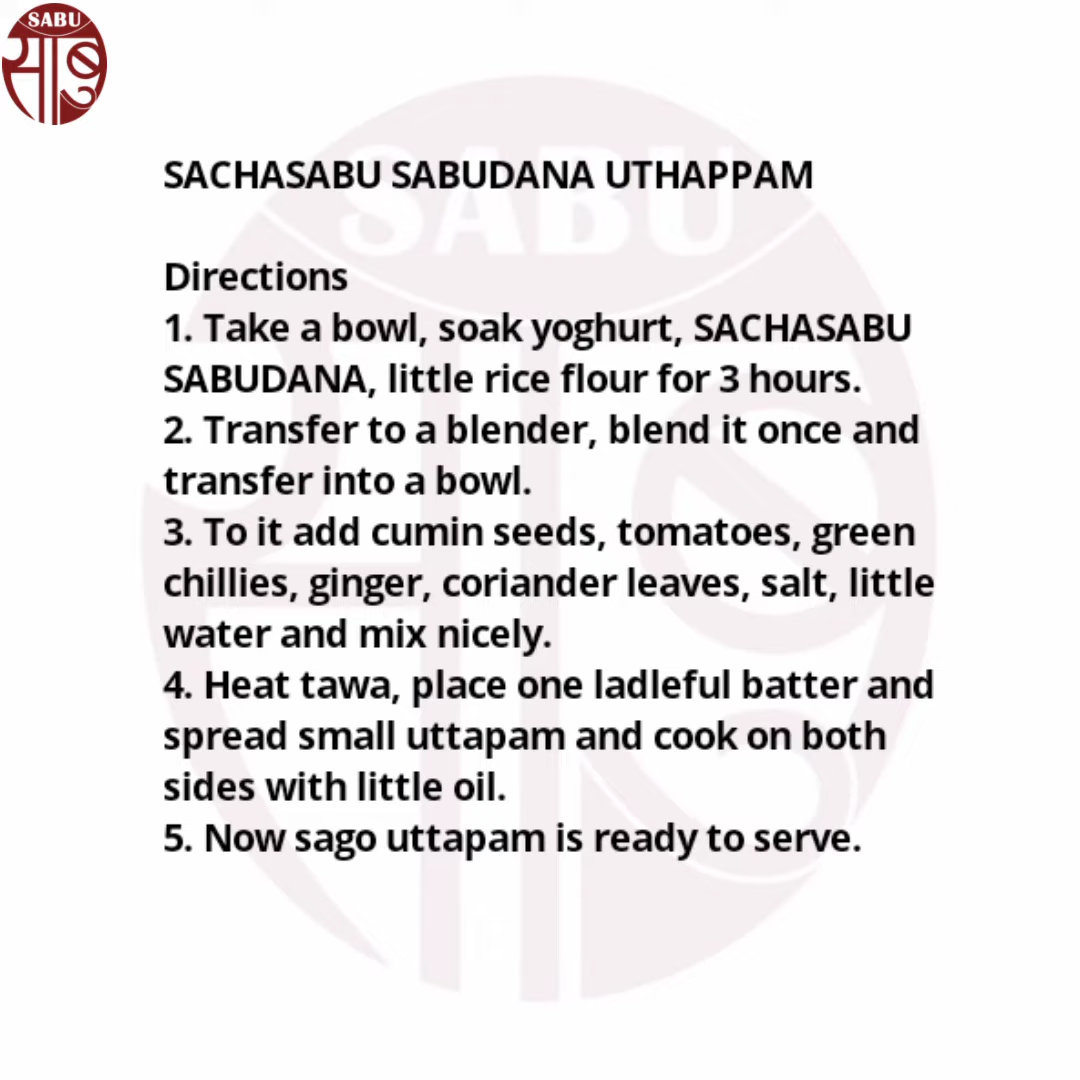 SABU
साबु
SABU
SACHASABU SABUDANA UTHAPPAM
Directions
1. Take a bowl, soak yoghurt, SACHASABU
SABUDANA, little rice flour for 3 hours.
2. Transfer to a blender, blend it once and
transfer into a bowl.
3. To it add cumin seeds, tomatoes, green
chillies, ginger, coriander leaves, salt, little
water and mix nicely.
4. Heat tawa, place one ladleful batter and
spread small uttapam and cook on both
sides with little oil.
5. Now sago uttapam is ready to serve.
साबु